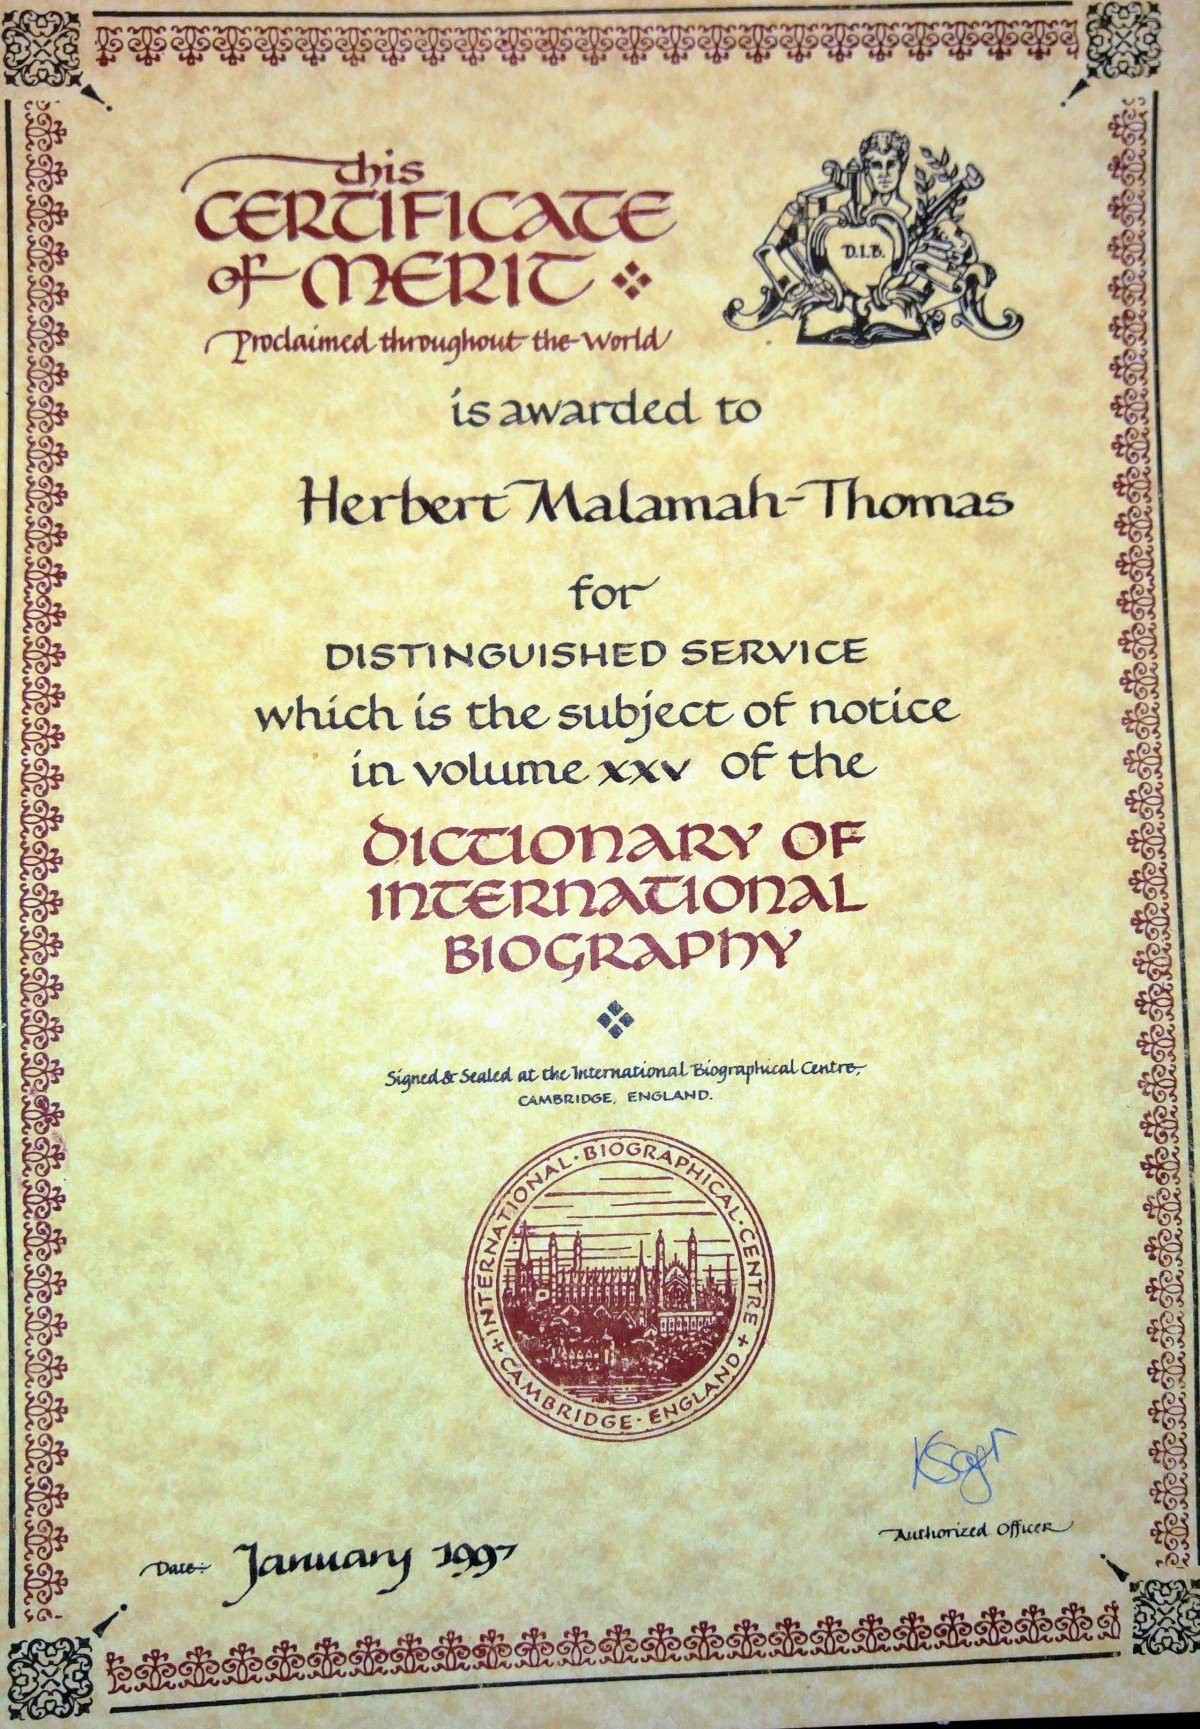 this
CERTIFICATE
of MERIT
Proclaimed throughout the World
D.I.B.
is awarded to
Herbert Malamah-Thomas
for
DISTINGUISHED SERVICE
which is the subject of notice
in volume xxv of the
DICTIONARY OF
INTERNATIONAL
BIOGRAPHY
Signed & Sealed at the International Biographical Centre,
CAMBRIDGE, ENGLAND.
INTERNATIONAL · BIOGRAPHICAL · CENTRE
CAMBRIDGE · ENGLAND
Authorized Officer
Date: January 1997